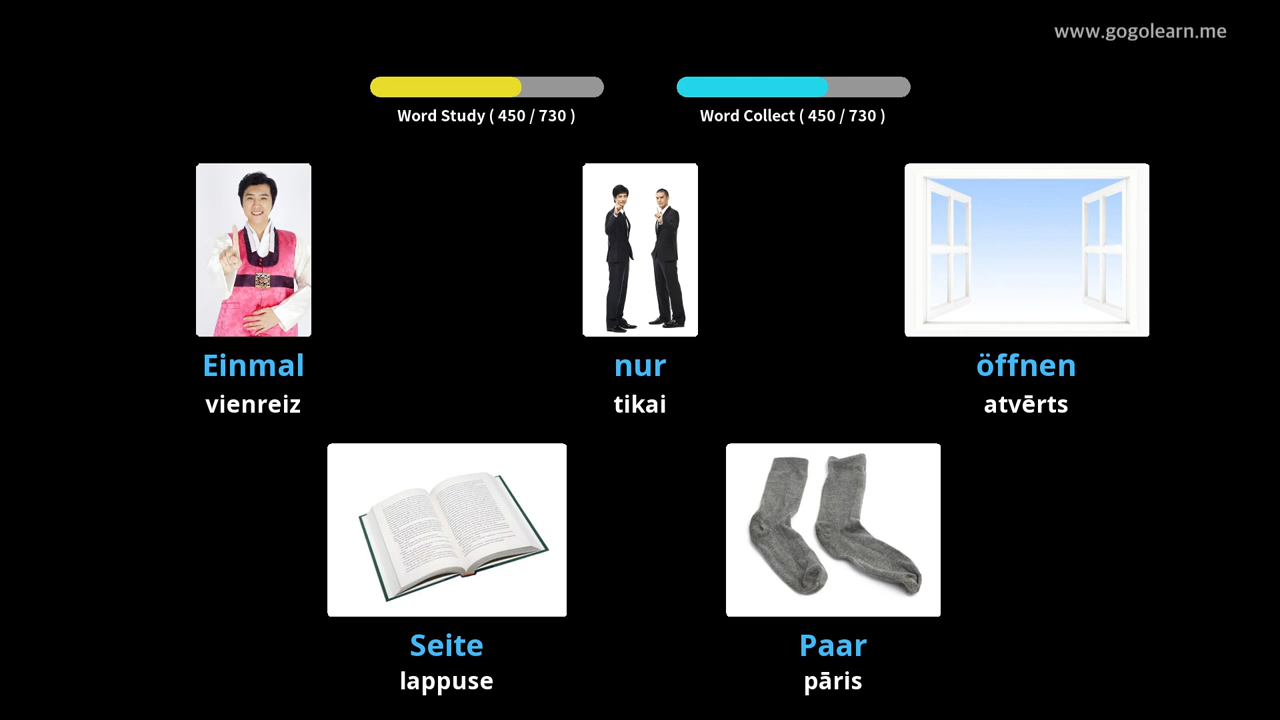 www.gogolearn.me
Word Study ( 450 / 730 )
Word Collect ( 450 / 730 )
Einmal
vienreiz
nur
tikai
öffnen
atvērts
Seite
lappuse
Paar
pāris